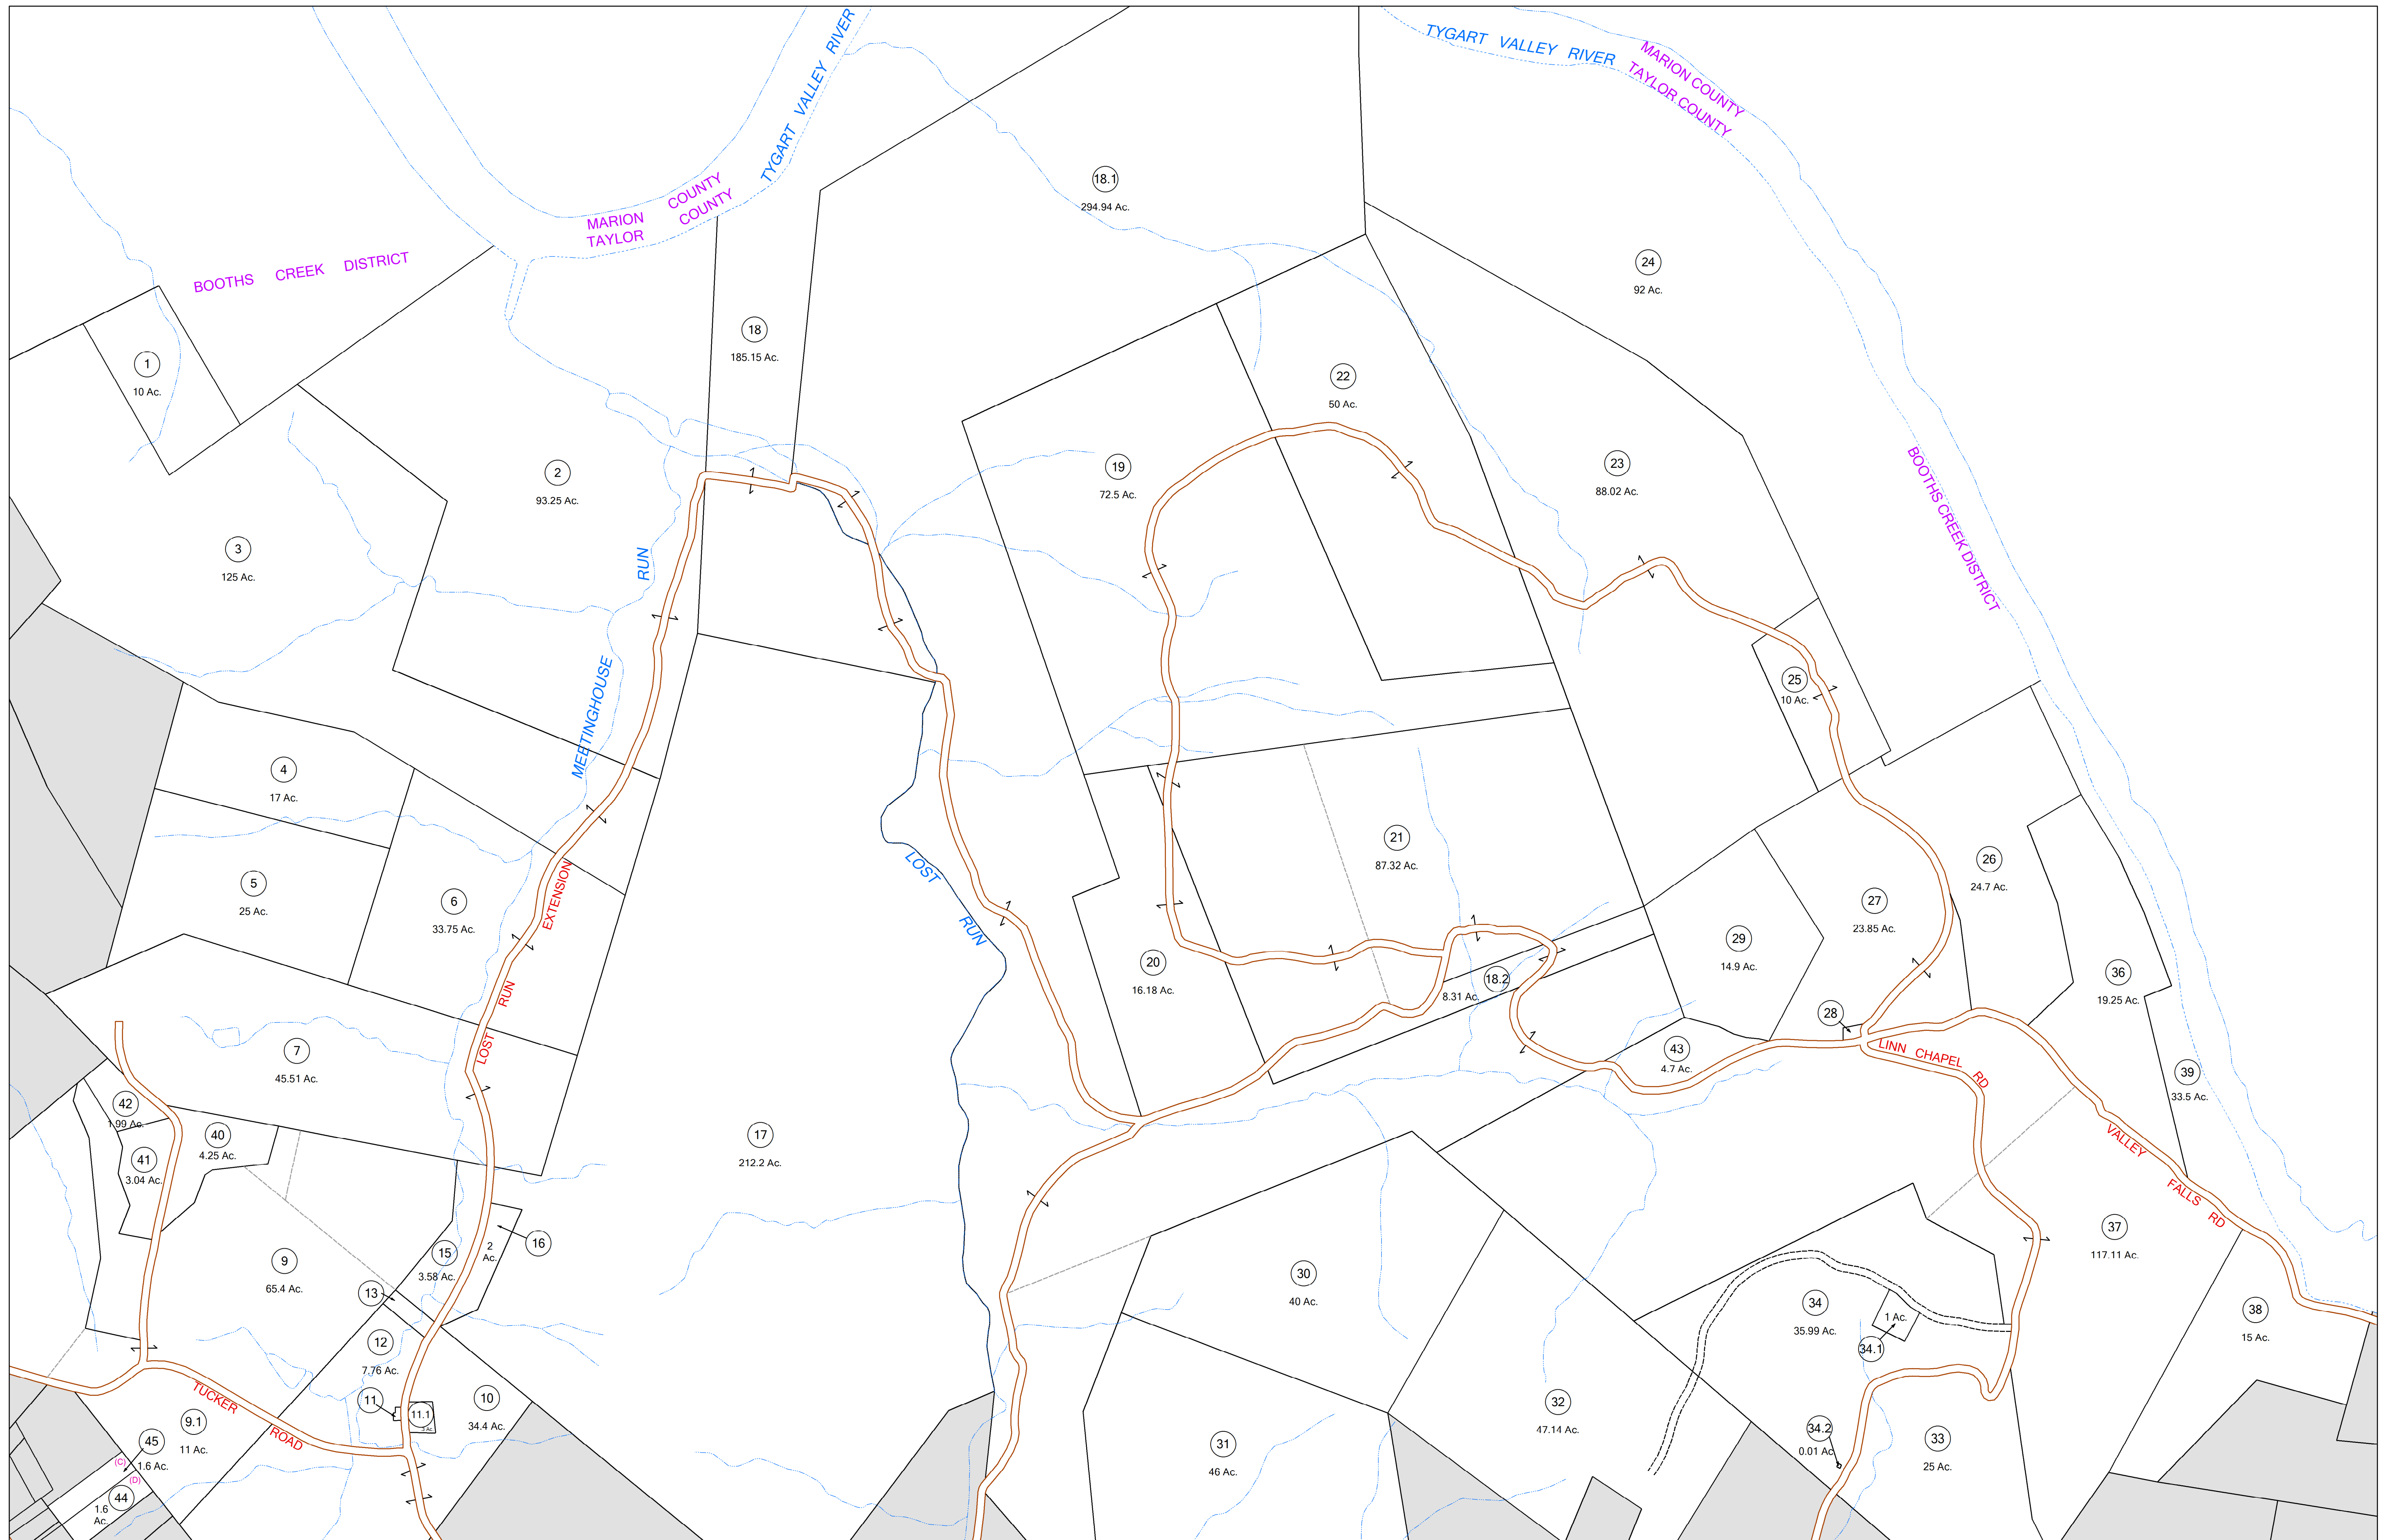 TYGART VALLEY RIVER
MARION COUNTY
TAYLOR COUNTY
TYGART VALLEY RIVER
MARION COUNTY
TAYLOR COUNTY
BOOTHS CREEK DISTRICT
18.1
294.94 Ac.
24
92 Ac.
18
185.15 Ac.
1
10 Ac.
22
50 Ac.
2
93.25 Ac.
19
72.5 Ac.
23
88.02 Ac.
BOOTHS CREEK DISTRICT
3
125 Ac.
MEETINGHOUSE RUN
25
10 Ac.
4
17 Ac.
21
87.32 Ac.
LOST RUN
26
24.7 Ac.
5
25 Ac.
6
33.75 Ac.
LOST RUN EXTENSION
27
23.85 Ac.
29
14.9 Ac.
20
16.18 Ac.
18.2
8.31 Ac.
36
19.25 Ac.
28
7
45.51 Ac.
43
4.7 Ac.
LINN CHAPEL RD
39
33.5 Ac.
42
1.99 Ac.
40
4.25 Ac.
41
3.04 Ac.
17
212.2 Ac.
VALLEY FALLS RD
16
2
Ac.
15
3.58 Ac.
9
65.4 Ac.
37
117.11 Ac.
13
30
40 Ac.
34
35.99 Ac.
1 Ac.
34.1
38
15 Ac.
12
7.76 Ac.
11
11.1
.3 Ac.
10
34.4 Ac.
TUCKER ROAD
9.1
11 Ac.
32
47.14 Ac.
34.2
0.01 Ac
33
25 Ac.
31
46 Ac.
45
(C)
1.6 Ac.
(D)
44
1.6
Ac.